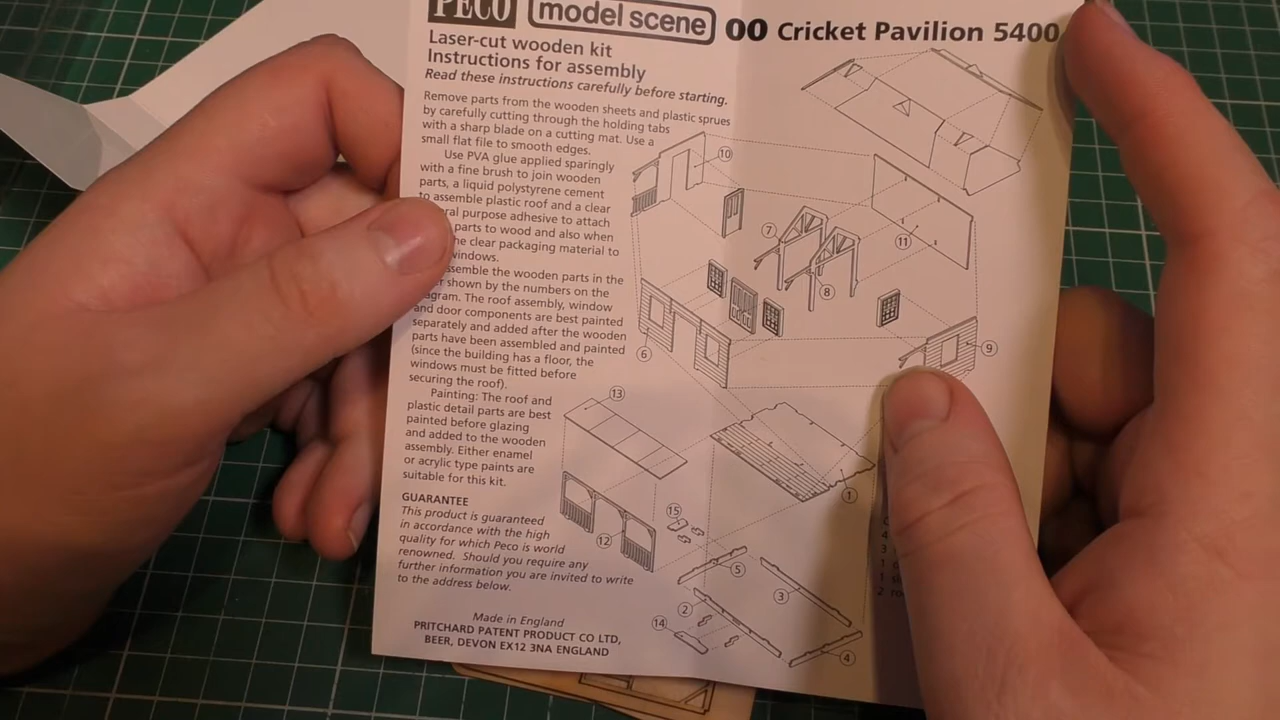 PECO model scene 00 Cricket Pavilion 5400
Laser-cut wooden kit
Instructions for assembly
Read these instructions carefully before starting.
Remove parts from the wooden sheets and plastic sprues
by carefully cutting through the holding tabs
with a sharp blade on a cutting mat. Use a
small flat file to smooth edges.
Use PVA glue applied sparingly
with a fine brush to join wooden
parts, a liquid polystyrene cement
to assemble plastic roof and a clear
purpose adhesive to attach
parts to wood and also when
clear packaging material to
windows.
the wooden parts in the
shown by the numbers on the
The roof assembly, window
and door components are best painted
separately and added after the wooden
parts have been assembled and painted
(since the building has a floor, the
windows must be fitted before
securing the roof).
Painting: The roof and
plastic detail parts are best
painted before glazing
and added to the wooden
assembly. Either enamel
or acrylic type paints are
suitable for this kit.
GUARANTEE
This product is guaranteed
in accordance with the high
quality for which Peco is world
renowned. Should you require any
further information you are invited to write
to the address below.
Made in England
PRITCHARD PATENT PRODUCT CO LTD,
BEER, DEVON EX12 3NA ENGLAND
10
11
7
8
6
9
13
1
12
15
5
3
2
14
4